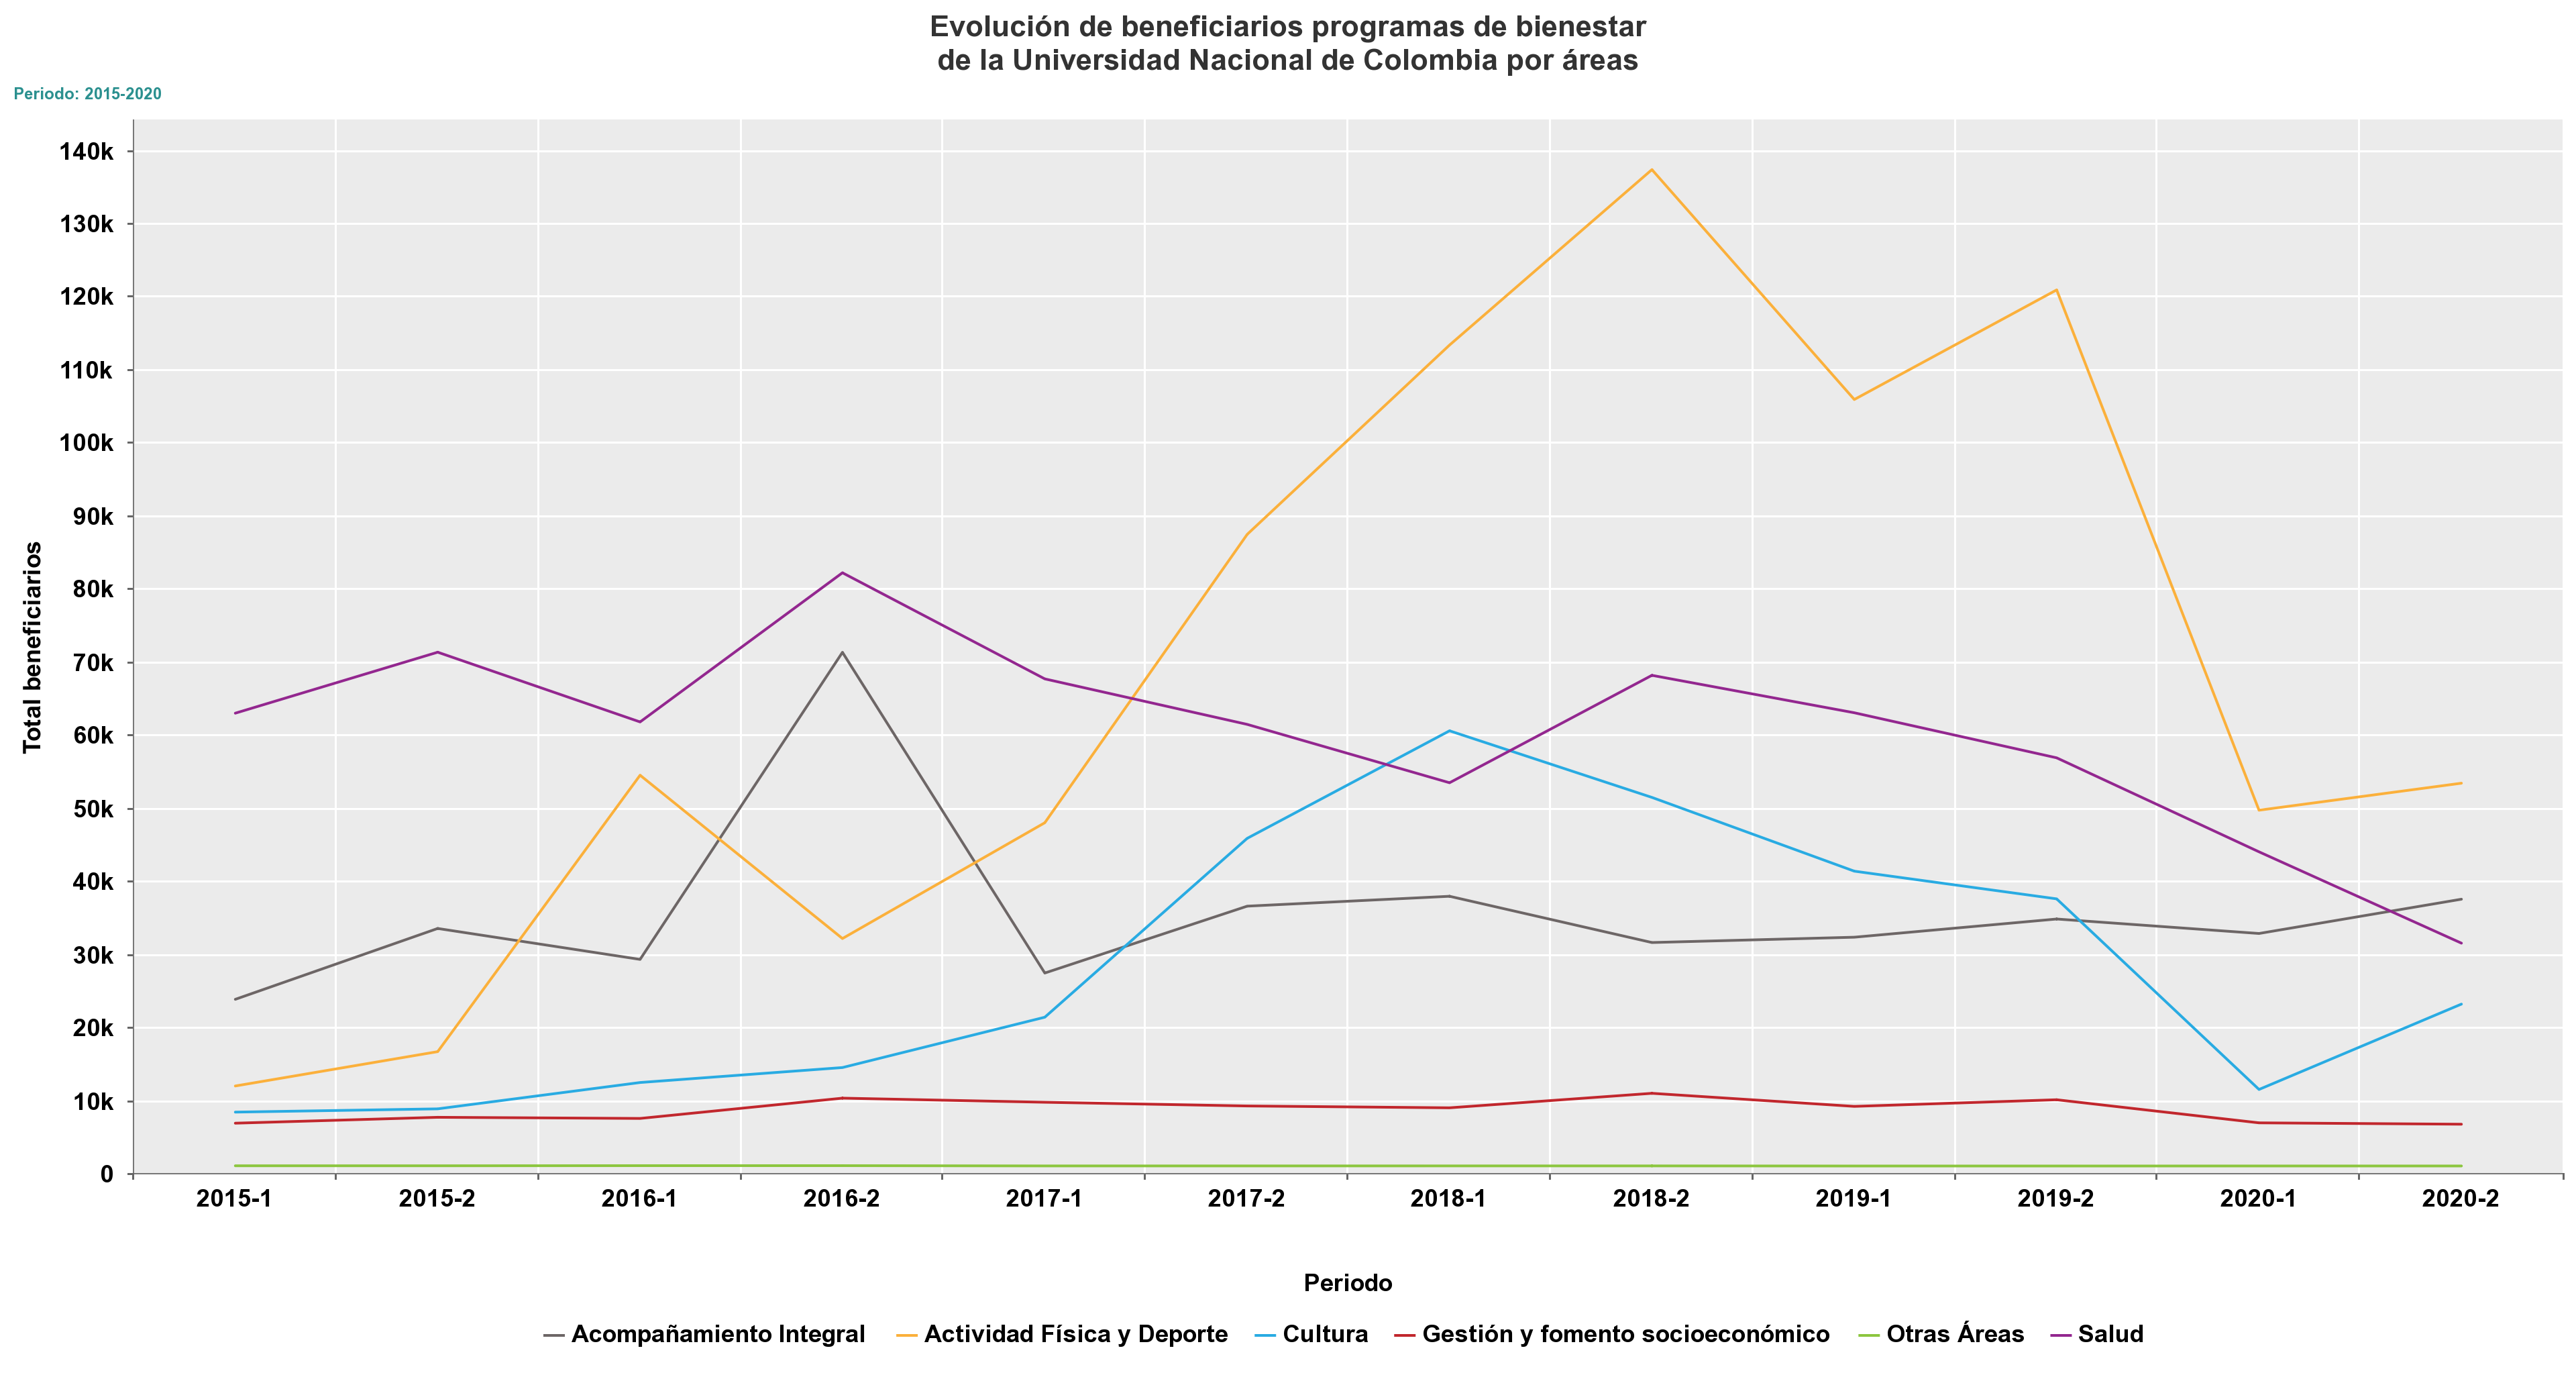 Evolución de beneficiarios programas de bienestar
de la Universidad Nacional de Colombia por áreas
Periodo: 2015-2020
Total beneficiarios
140k
130k
120k
110k
100k
90k
80k
70k
60k
50k
40k
30k
20k
10k
0
2015-1 2015-2 2016-1 2016-2 2017-1 2017-2 2018-1 2018-2 2019-1 2019-2 2020-1 2020-2
Periodo
Acompañamiento Integral Actividad Física y Deporte Cultura Gestión y fomento socioeconómico Otras Áreas Salud